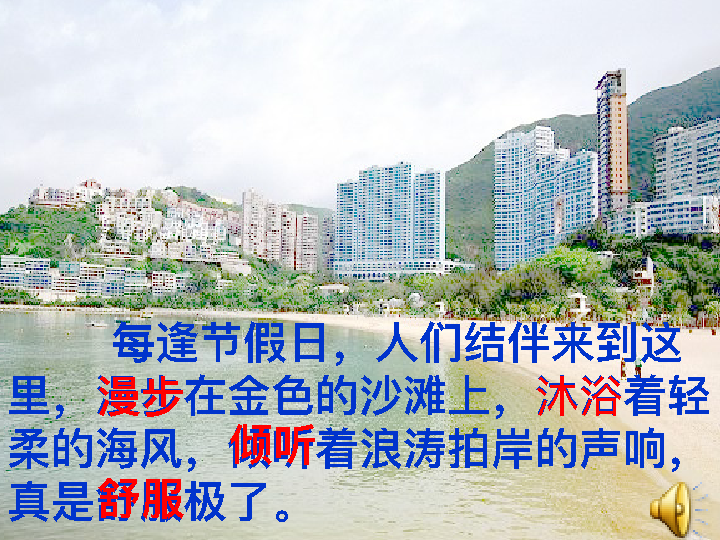 每逢节假日，人们结伴来到这
里，漫步在金色的沙滩上，沐浴着轻
柔的海风，倾听着浪涛拍岸的声响，
真是舒服极了。